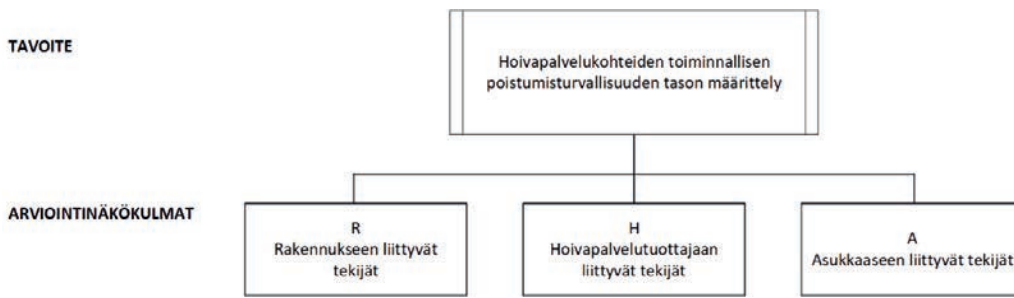 TAVOITE
Hoivapalvelukohteiden toiminnallisen
poistumisturvallisuuden tason määrittely
ARVIOINTINÄKÖKULMAT
R
Rakennukseen liittyvät
tekijät
H
Hoivapalvelutuottajaan
liittyvät tekijät
A
Asukkaaseen liittyvät tekijät